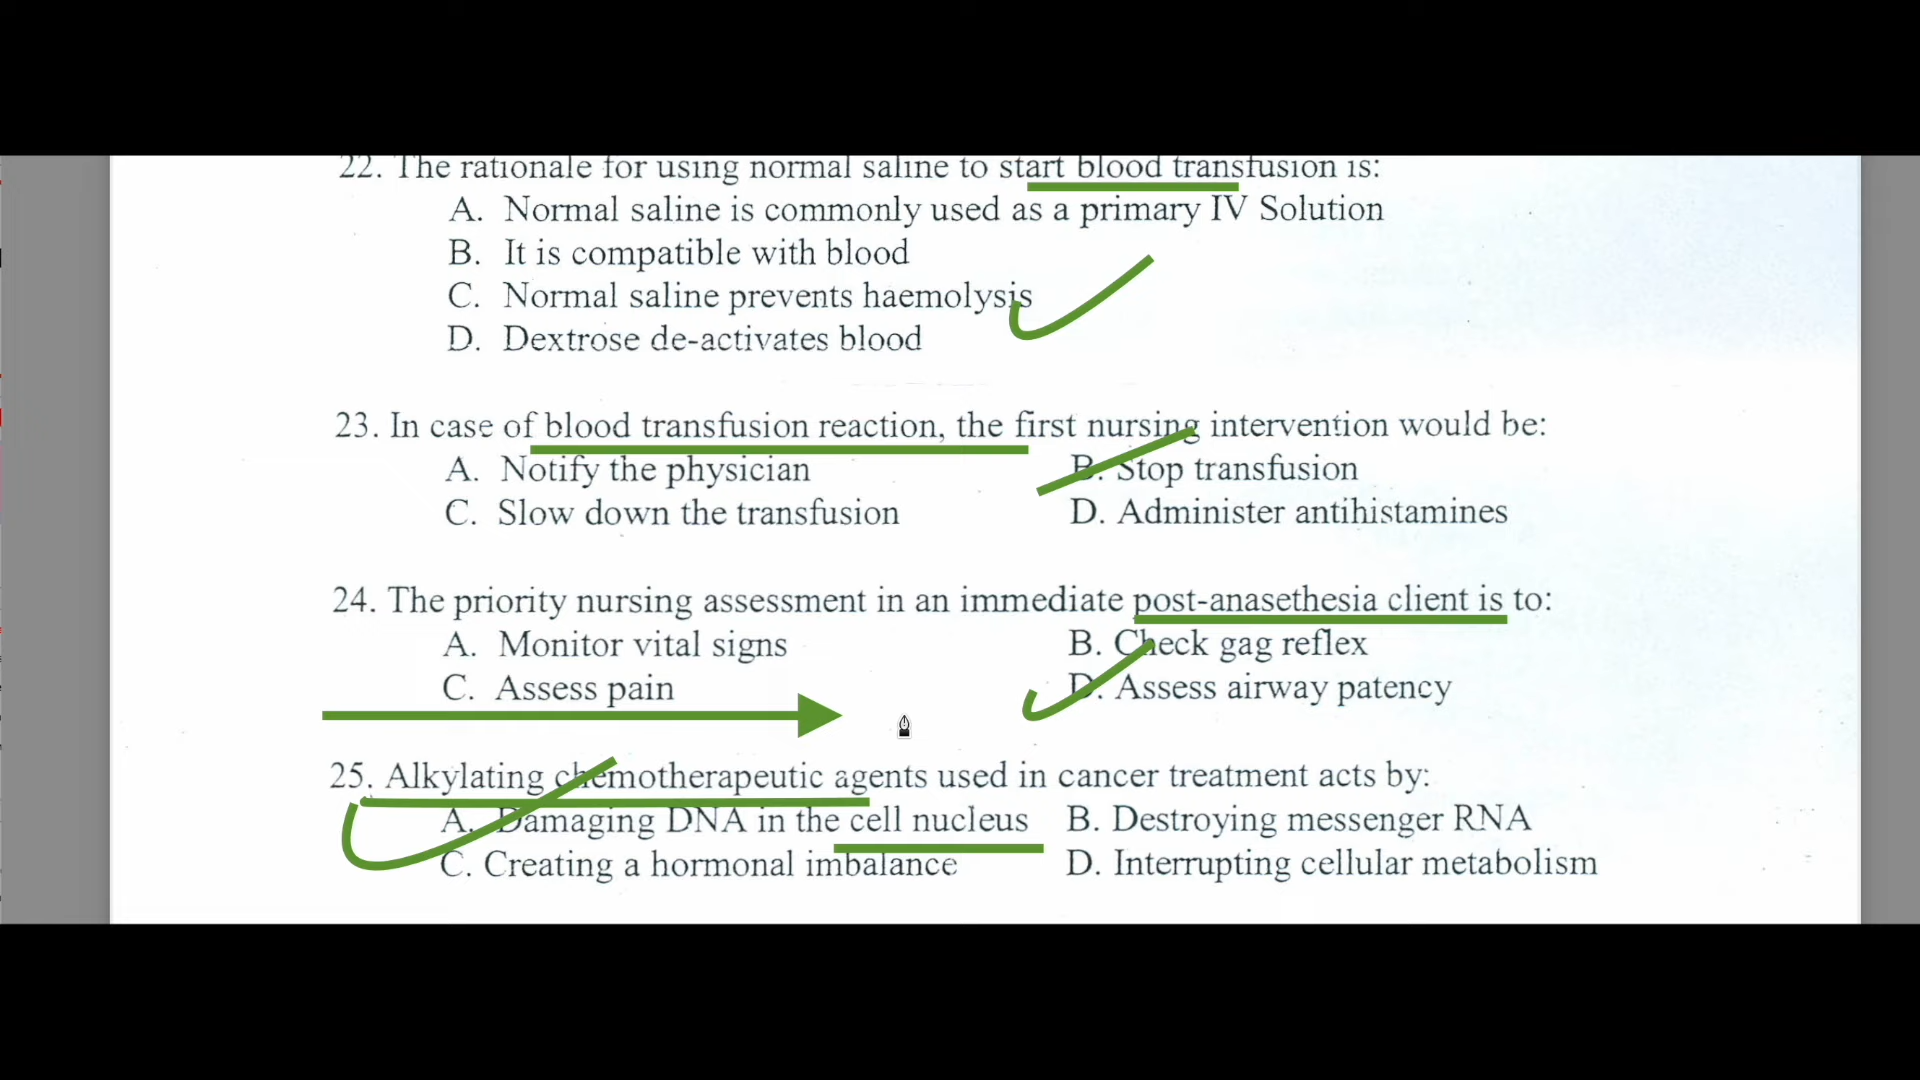 22. The rationale for using normal saline to start blood transfusion is:
A. Normal saline is commonly used as a primary IV Solution
B. It is compatible with blood
C. Normal saline prevents haemolysis
D. Dextrose de-activates blood
23. In case of blood transfusion reaction, the first nursing intervention would be:
A. Notify the physician B. Stop transfusion
C. Slow down the transfusion D. Administer antihistamines
24. The priority nursing assessment in an immediate post-anasethesia client is to:
A. Monitor vital signs B. Check gag reflex
C. Assess pain D. Assess airway patency
25. Alkylating chemotherapeutic agents used in cancer treatment acts by:
A. Damaging DNA in the cell nucleus B. Destroying messenger RNA
C. Creating a hormonal imbalance D. Interrupting cellular metabolism